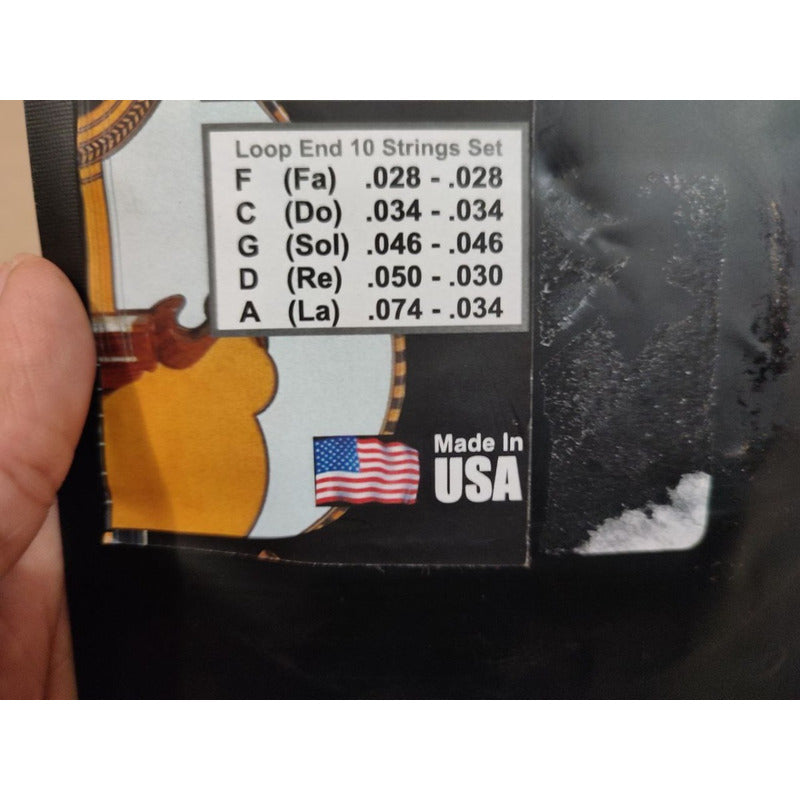 Loop End 10 Strings Set
F (Fa) .028 - .028
C (Do) .034 - .034
G (Sol) .046 - .046
D (Re) .050 - .030
A (La) .074 - .034
Made In
USA